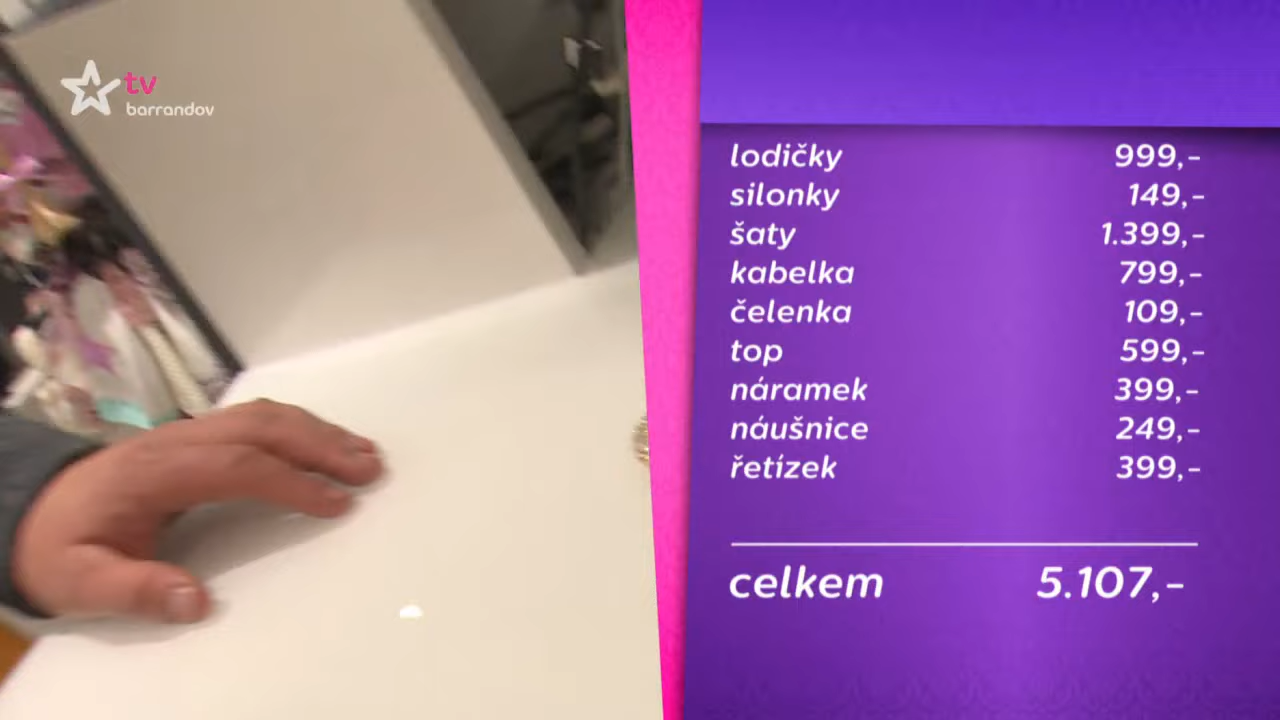 tv
barrandov
lodičky 999,-
silonky 149,-
šaty 1.399,-
kabelka 799,-
čelenka 109,-
top 599,-
náramek 399,-
náušnice 249,-
řetízek 399,-
celkem 5.107,-